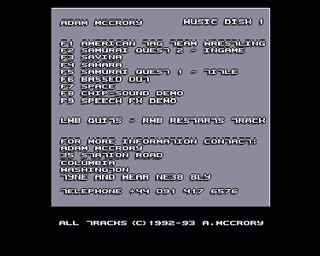 ADAM MCCRORY MUSIC DISK 1
F1 AMERICAN TAG TEAM WRESTLING
F2 SAMURAI QUEST 2 - INGAME
F3 SAVINA
F4 SAHARA
F5 SAMURAI QUEST 1 - TITLE
F6 BASSED OUT
F7 SPACE
F8 CHIP-SOUND DEMO
F9 SPEECH FX DEMO
LMB QUITS - RMB RESTARTS TRACK
FOR MORE INFORMATION CONTACT:
ADAM MCCRORY
35 STATION ROAD
COLUMBIA
WASHINGTON
TYNE AND WEAR NE38 8LY
TELEPHONE +44 091 417 6576
ALL TRACKS (C) 1992-93 A.MCCRORY